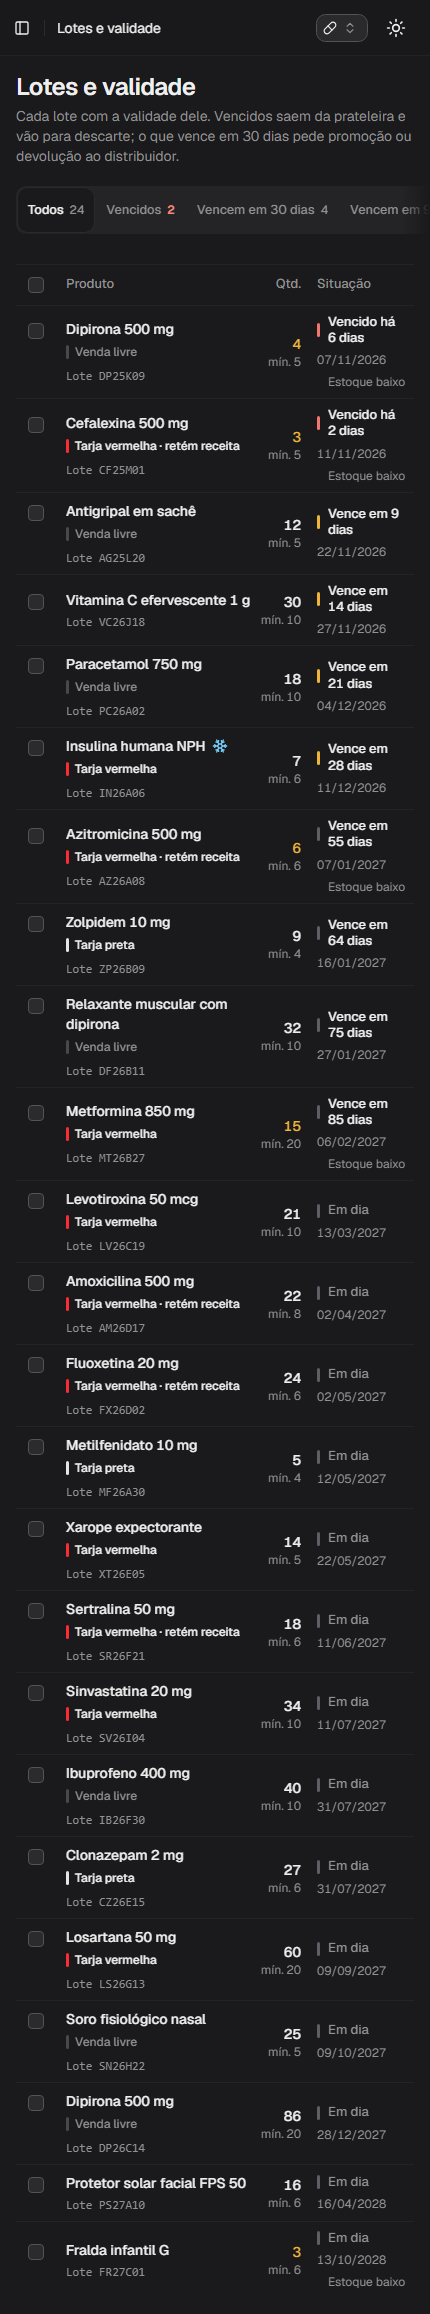 Lotes e validade
Lotes e validade
Cada lote com a validade dele. Vencidos saem da prateleira e
vão para descarte; o que vence em 30 dias pede promoção ou
devolução ao distribuidor.
Todos 24 Vencidos 2 Vencem em 30 dias 4 Vencem em 9
Produto Qtd. Situação
Dipirona 500 mg
Venda livre
Lote DP25K09
4
mín. 5
Vencido há
6 dias
07/11/2026
Estoque baixo
Cefalexina 500 mg
Tarja vermelha · retém receita
Lote CF25M01
3
mín. 5
Vencido há
2 dias
11/11/2026
Estoque baixo
Antigripal em sachê
Venda livre
Lote AG25L20
12
mín. 5
Vence em 9
dias
22/11/2026
Vitamina C efervescente 1 g
Lote VC26J18
30
mín. 10
Vence em
14 dias
27/11/2026
Paracetamol 750 mg
Venda livre
Lote PC26A02
18
mín. 10
Vence em
21 dias
04/12/2026
Insulina humana NPH
Tarja vermelha
Lote IN26A06
7
mín. 6
Vence em
28 dias
11/12/2026
Azitromicina 500 mg
Tarja vermelha · retém receita
Lote AZ26A08
6
mín. 6
Vence em
55 dias
07/01/2027
Estoque baixo
Zolpidem 10 mg
Tarja preta
Lote ZP26B09
9
mín. 4
Vence em
64 dias
16/01/2027
Relaxante muscular com
dipirona
Venda livre
Lote DF26B11
32
mín. 10
Vence em
75 dias
27/01/2027
Metformina 850 mg
Tarja vermelha
Lote MT26B27
15
mín. 20
Vence em
85 dias
06/02/2027
Estoque baixo
Levotiroxina 50 mcg
Tarja vermelha
Lote LV26C19
21
mín. 10
Em dia
13/03/2027
Amoxicilina 500 mg
Tarja vermelha · retém receita
Lote AM26D17
22
mín. 8
Em dia
02/04/2027
Fluoxetina 20 mg
Tarja vermelha · retém receita
Lote FX26D02
24
mín. 6
Em dia
02/05/2027
Metilfenidato 10 mg
Tarja preta
Lote MF26A30
5
mín. 4
Em dia
12/05/2027
Xarope expectorante
Tarja vermelha
Lote XT26E05
14
mín. 5
Em dia
22/05/2027
Sertralina 50 mg
Tarja vermelha · retém receita
Lote SR26F21
18
mín. 6
Em dia
11/06/2027
Sinvastatina 20 mg
Tarja vermelha
Lote SV26I04
34
mín. 10
Em dia
11/07/2027
Ibuprofeno 400 mg
Venda livre
Lote IB26F30
40
mín. 10
Em dia
31/07/2027
Clonazepam 2 mg
Tarja preta
Lote CZ26E15
27
mín. 6
Em dia
31/07/2027
Losartana 50 mg
Tarja vermelha
Lote LS26G13
60
mín. 20
Em dia
09/09/2027
Soro fisiológico nasal
Venda livre
Lote SN26H22
25
mín. 5
Em dia
09/10/2027
Dipirona 500 mg
Venda livre
Lote DP26C14
86
mín. 20
Em dia
28/12/2027
Protetor solar facial FPS 50
Lote PS27A10
16
mín. 6
Em dia
16/04/2028
Fralda infantil G
Lote FR27C01
3
mín. 6
Em dia
13/10/2028
Estoque baixo